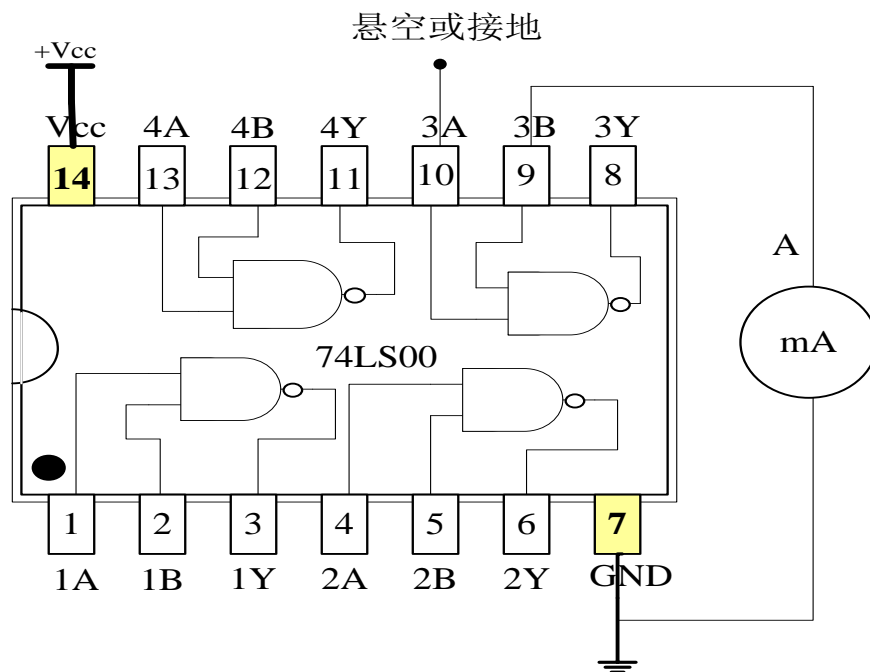 悬空或接地
+Vcc
Vcc 4A 4B 4Y 3A 3B 3Y
14 13 12 11 10 9 8
A
mA
74LS00
1 2 3 4 5 6 7
1A 1B 1Y 2A 2B 2Y GND